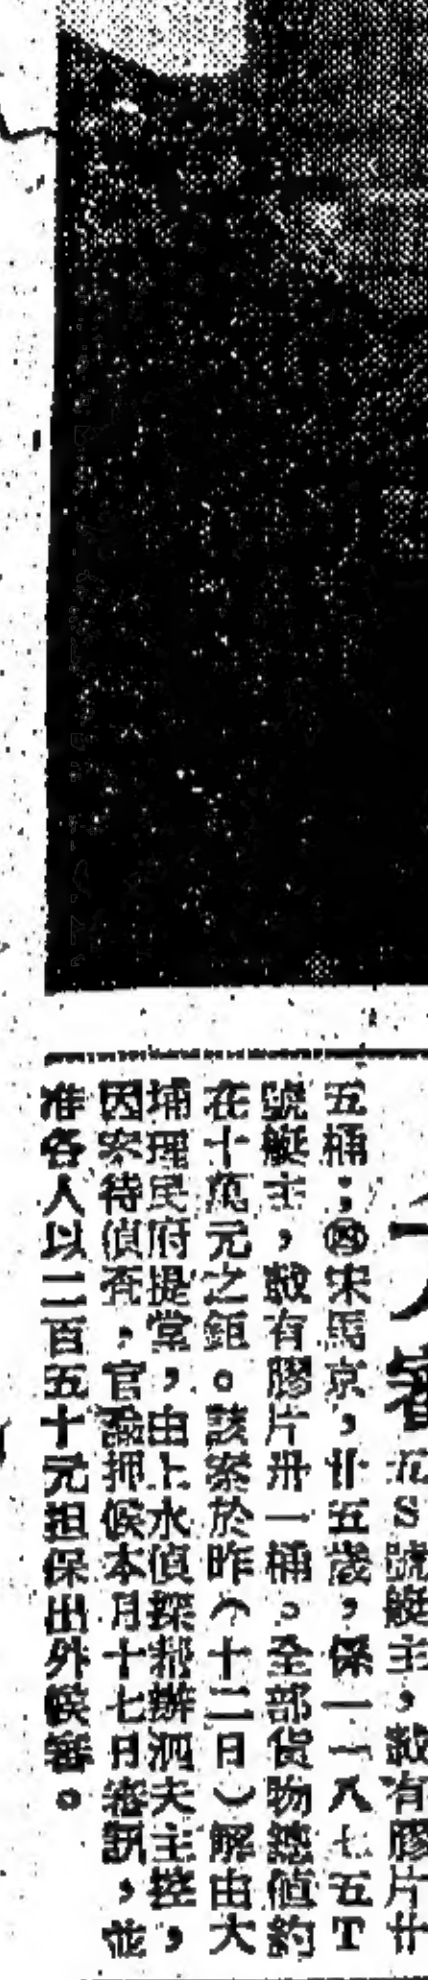 審
五S號艇主，載有膠片廿
五桶；㈣宋馬京，廿五歲，係一一八七五T
號艇主，載有膠片卅一桶。全部貨物總值約
在十萬元之鉅。該案於昨（十二日）解由大
埔理民府提堂，由上水偵探幫辦泗夫主控，
因案待偵查，官諭押候本月十七日審訊，並
准各人以二百五十元担保出外候審。